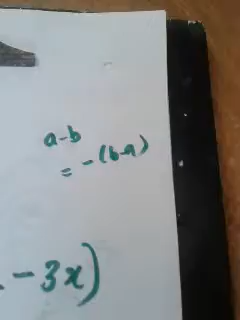 a-b
= -(b-a)
- 3x)